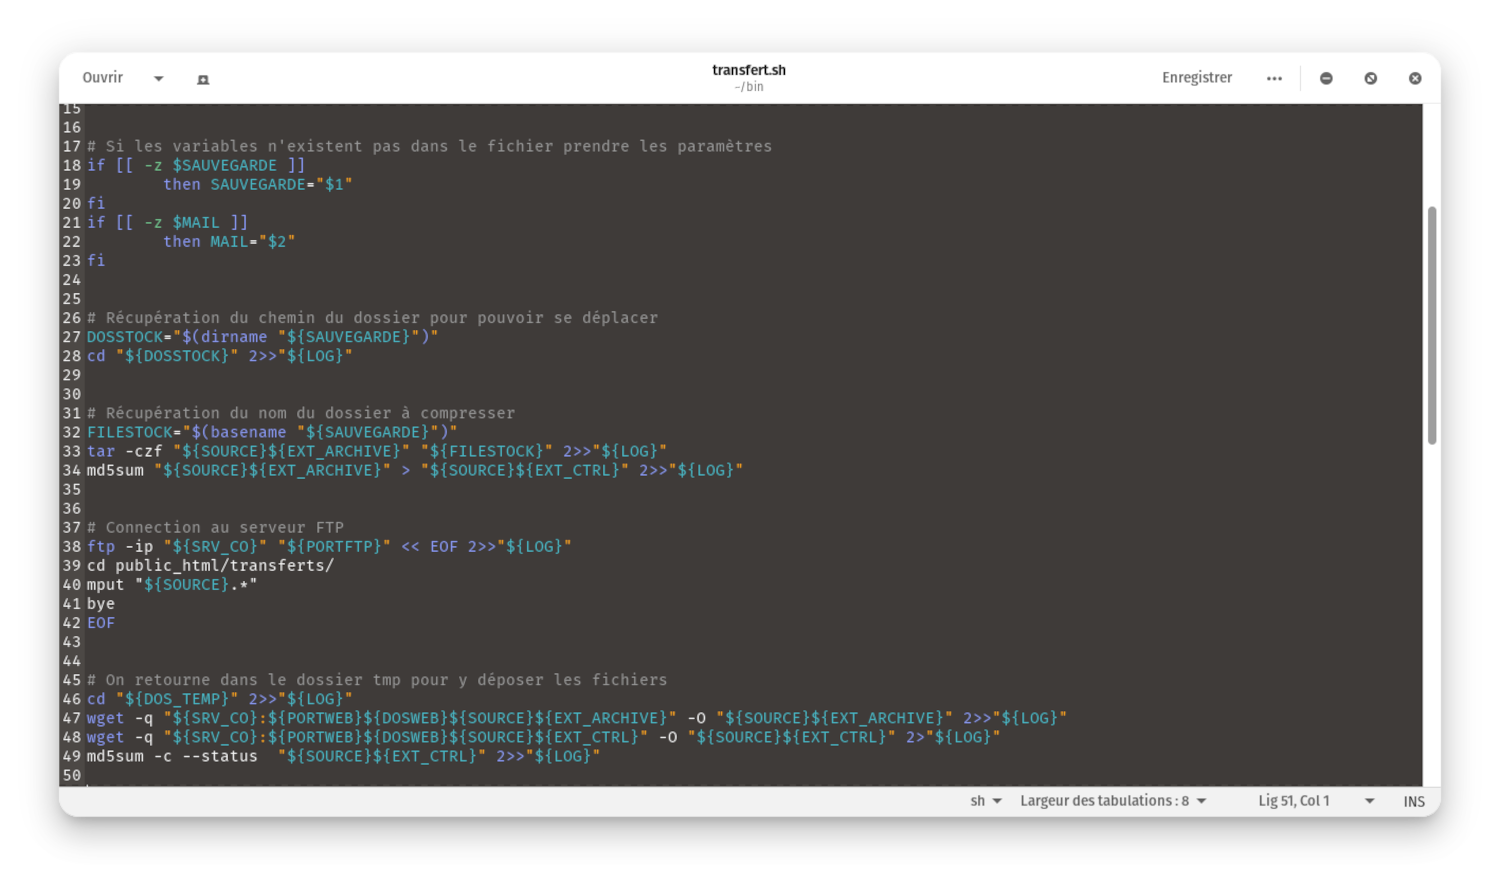 Ouvrir
transfert.sh
~/bin
Enregistrer
15
16
17 # Si les variables n'existent pas dans le fichier prendre les paramètres
18 if [[ -z $SAUVEGARDE ]]
19 then SAUVEGARDE="$1"
20 fi
21 if [[ -z $MAIL ]]
22 then MAIL="$2"
23 fi
24
25
26 # Récupération du chemin du dossier pour pouvoir se déplacer
27 DOSSTOCK="$(dirname "${SAUVEGARDE}")"
28 cd "${DOSSTOCK}" 2>>"${LOG}"
29
30
31 # Récupération du nom du dossier à compresser
32 FILESTOCK="$(basename "${SAUVEGARDE}")"
33 tar -czf "${SOURCE}${EXT_ARCHIVE}" "${FILESTOCK}" 2>>"${LOG}"
34 md5sum "${SOURCE}${EXT_ARCHIVE}" > "${SOURCE}${EXT_CTRL}" 2>>"${LOG}"
35
36
37 # Connection au serveur FTP
38 ftp -ip "${SRV_CO}" "${PORTFTP}" << EOF 2>>"${LOG}"
39 cd public_html/transferts/
40 mput "${SOURCE}.*"
41 bye
42 EOF
43
44
45 # On retourne dans le dossier tmp pour y déposer les fichiers
46 cd "${DOS_TEMP}" 2>>"${LOG}"
47 wget -q "${SRV_CO}:${PORTWEB}${DOSWEB}${SOURCE}${EXT_ARCHIVE}" -O "${SOURCE}${EXT_ARCHIVE}" 2>>"${LOG}"
48 wget -q "${SRV_CO}:${PORTWEB}${DOSWEB}${SOURCE}${EXT_CTRL}" -O "${SOURCE}${EXT_CTRL}" 2>"${LOG}"
49 md5sum -c --status  "${SOURCE}${EXT_CTRL}" 2>>"${LOG}"
50
sh
Largeur des tabulations : 8
Lig 51, Col 1
INS